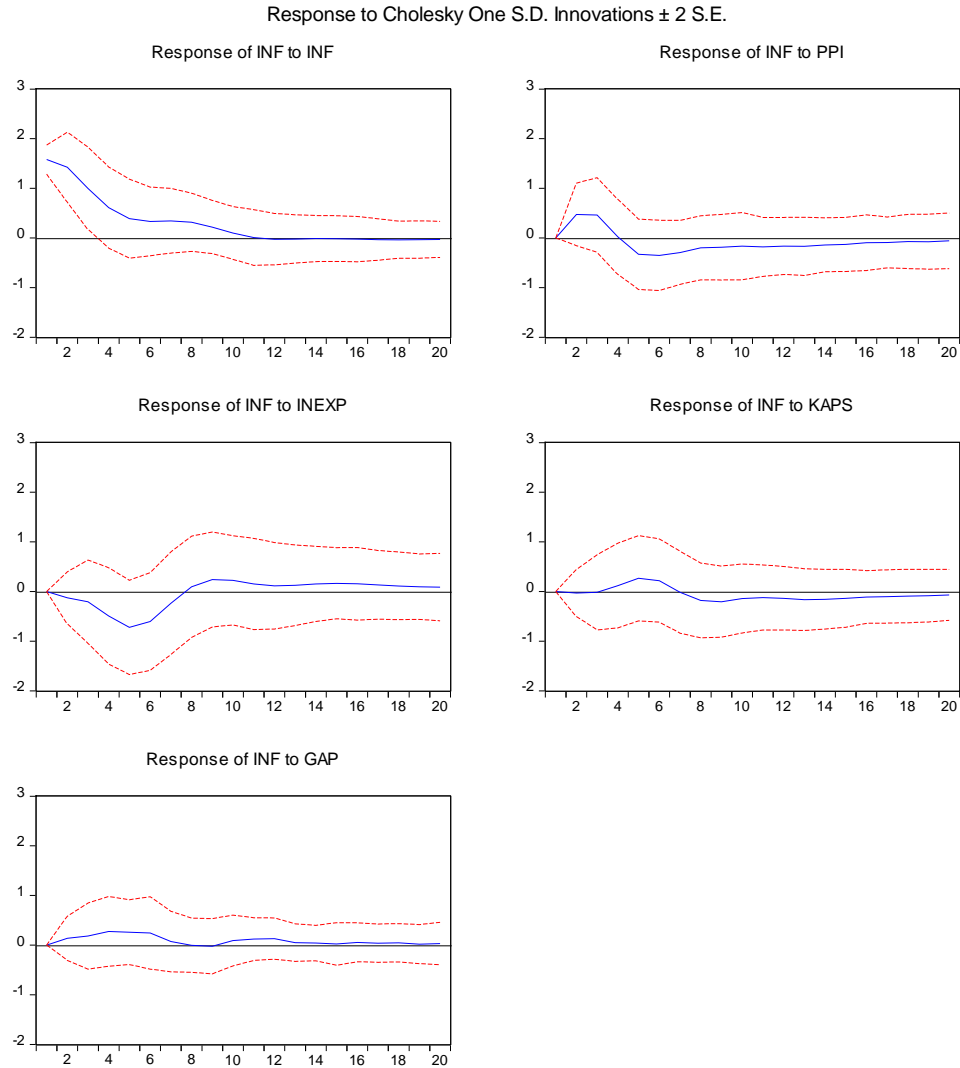 Response to Cholesky One S.D. Innovations ± 2 S.E.
Response of INF to INF
3
2
1
0
-1
-2
2 4 6 8 10 12 14 16 18 20
Response of INF to PPI
3
2
1
0
-1
-2
2 4 6 8 10 12 14 16 18 20
Response of INF to INEXP
3
2
1
0
-1
-2
2 4 6 8 10 12 14 16 18 20
Response of INF to KAPS
3
2
1
0
-1
-2
2 4 6 8 10 12 14 16 18 20
Response of INF to GAP
3
2
1
0
-1
-2
2 4 6 8 10 12 14 16 18 20